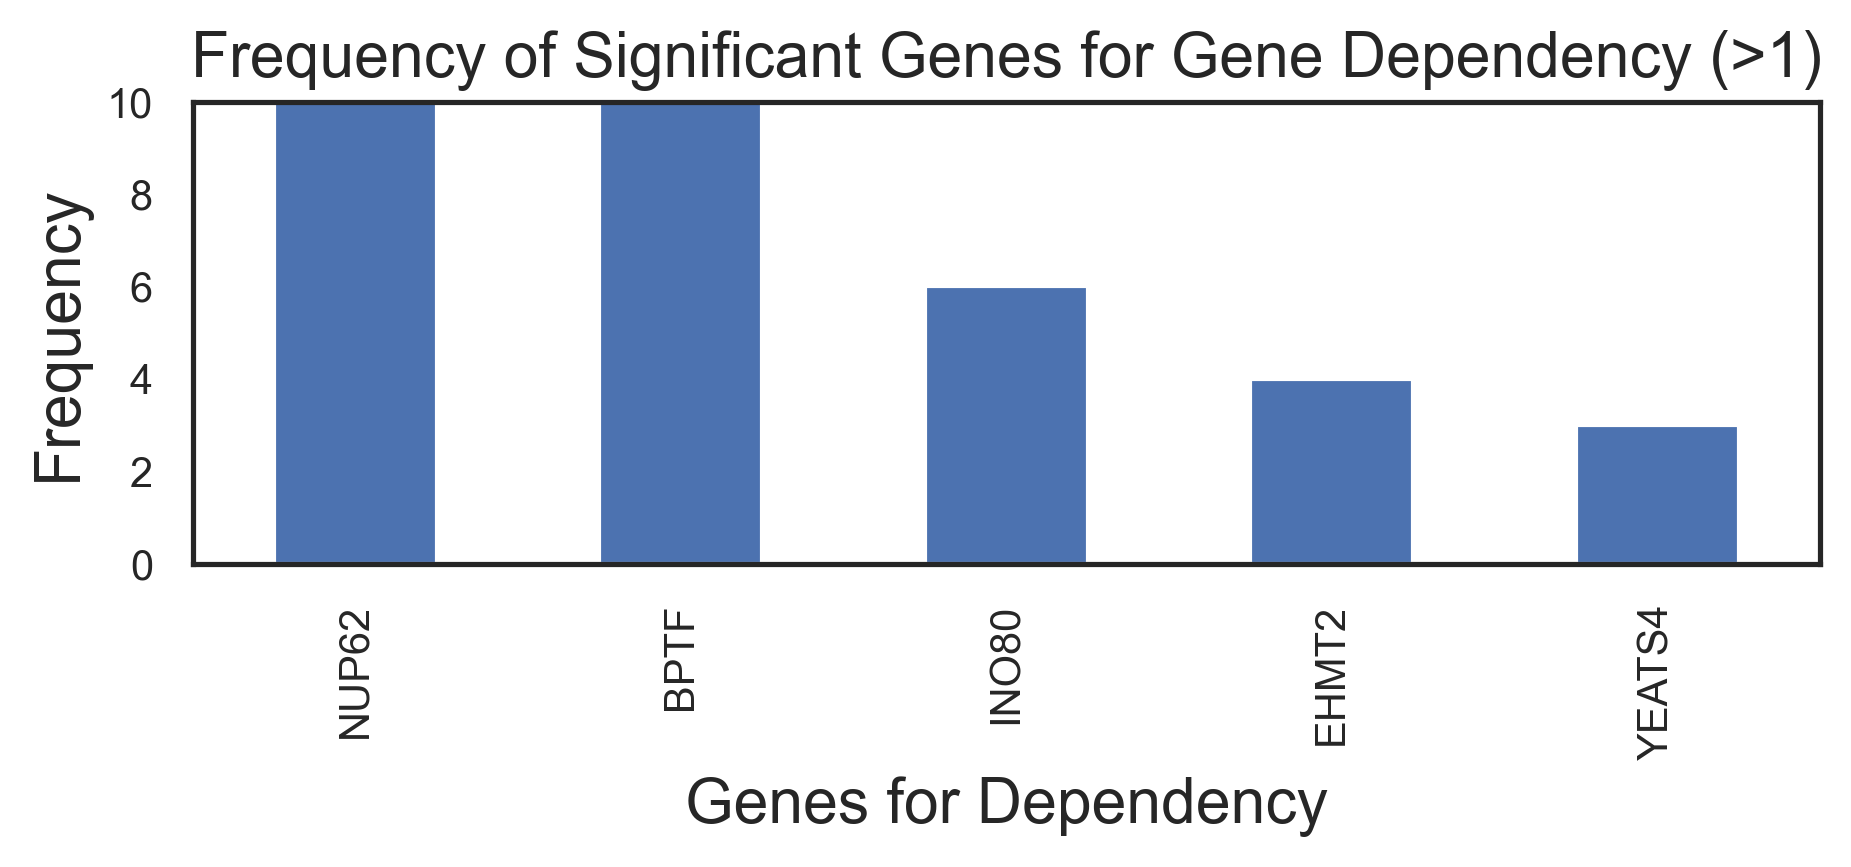 Frequency of Significant Genes for Gene Dependency (>1)
Frequency
10
8
6
4
2
0
NUP62
BPTF
INO80
EHMT2
YEATS4
Genes for Dependency